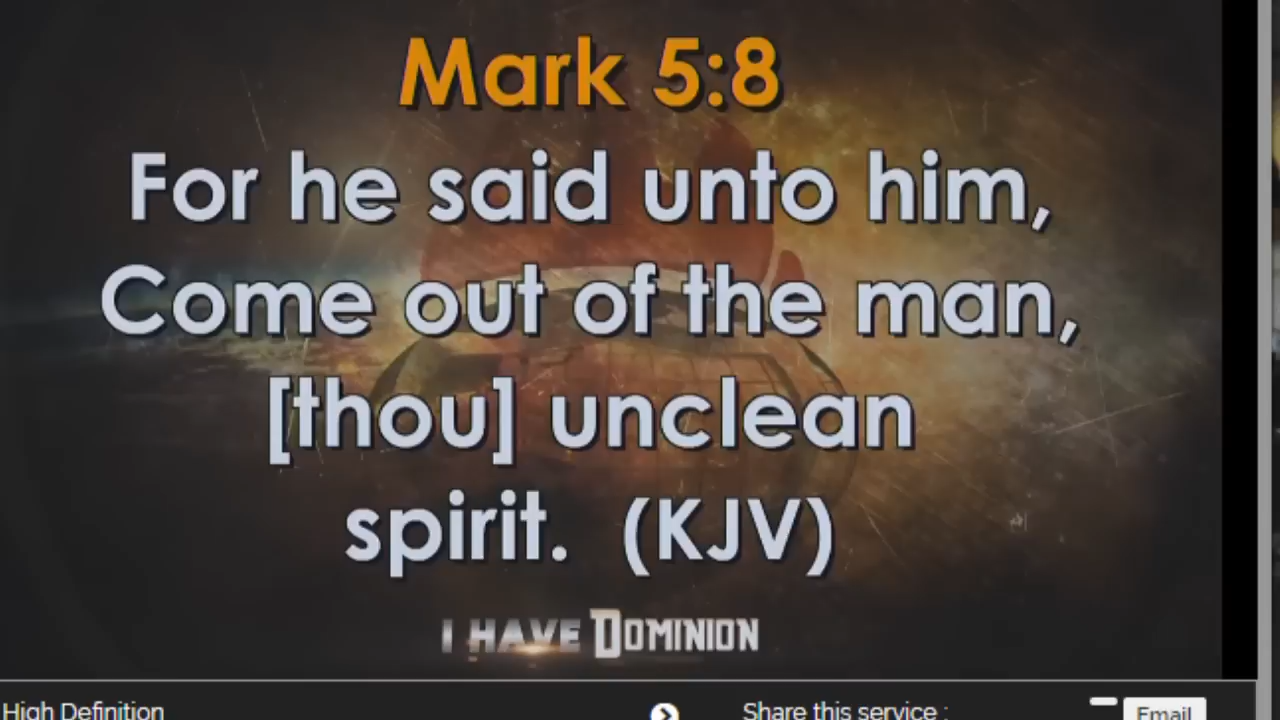 Mark 5:8
For he said unto him,
Come out of the man,
[thou] unclean
spirit. (KJV)
I HAVE DOMINION
High Definition
Share this service :
Email